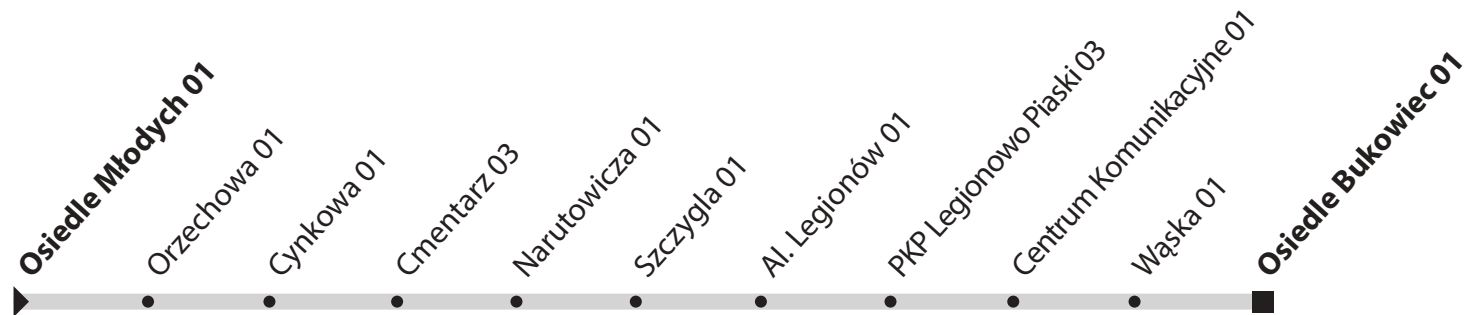 Osiedle Młodych 01
Orzechowa 01
Cynkowa 01
Cmentarz 03
Narutowicza 01
Szczygla 01
Al. Legionów 01
PKP Legionowo Piaski 03
Centrum Komunikacyjne 01
Wąska 01
Osiedle Bukowiec 01